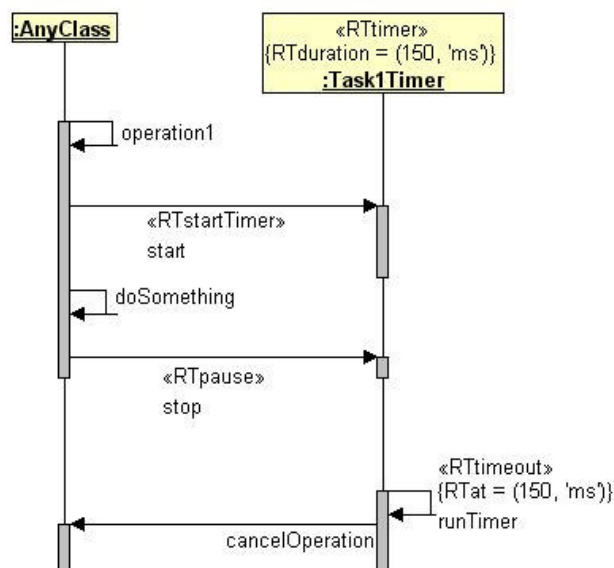 :AnyClass
«RTtimer»
{RTduration = (150, 'ms')}
:Task1Timer
operation1
«RTstartTimer»
start
doSomething
«RTpause»
stop
«RTtimeout»
{RTat = (150, 'ms')}
runTimer
cancelOperation